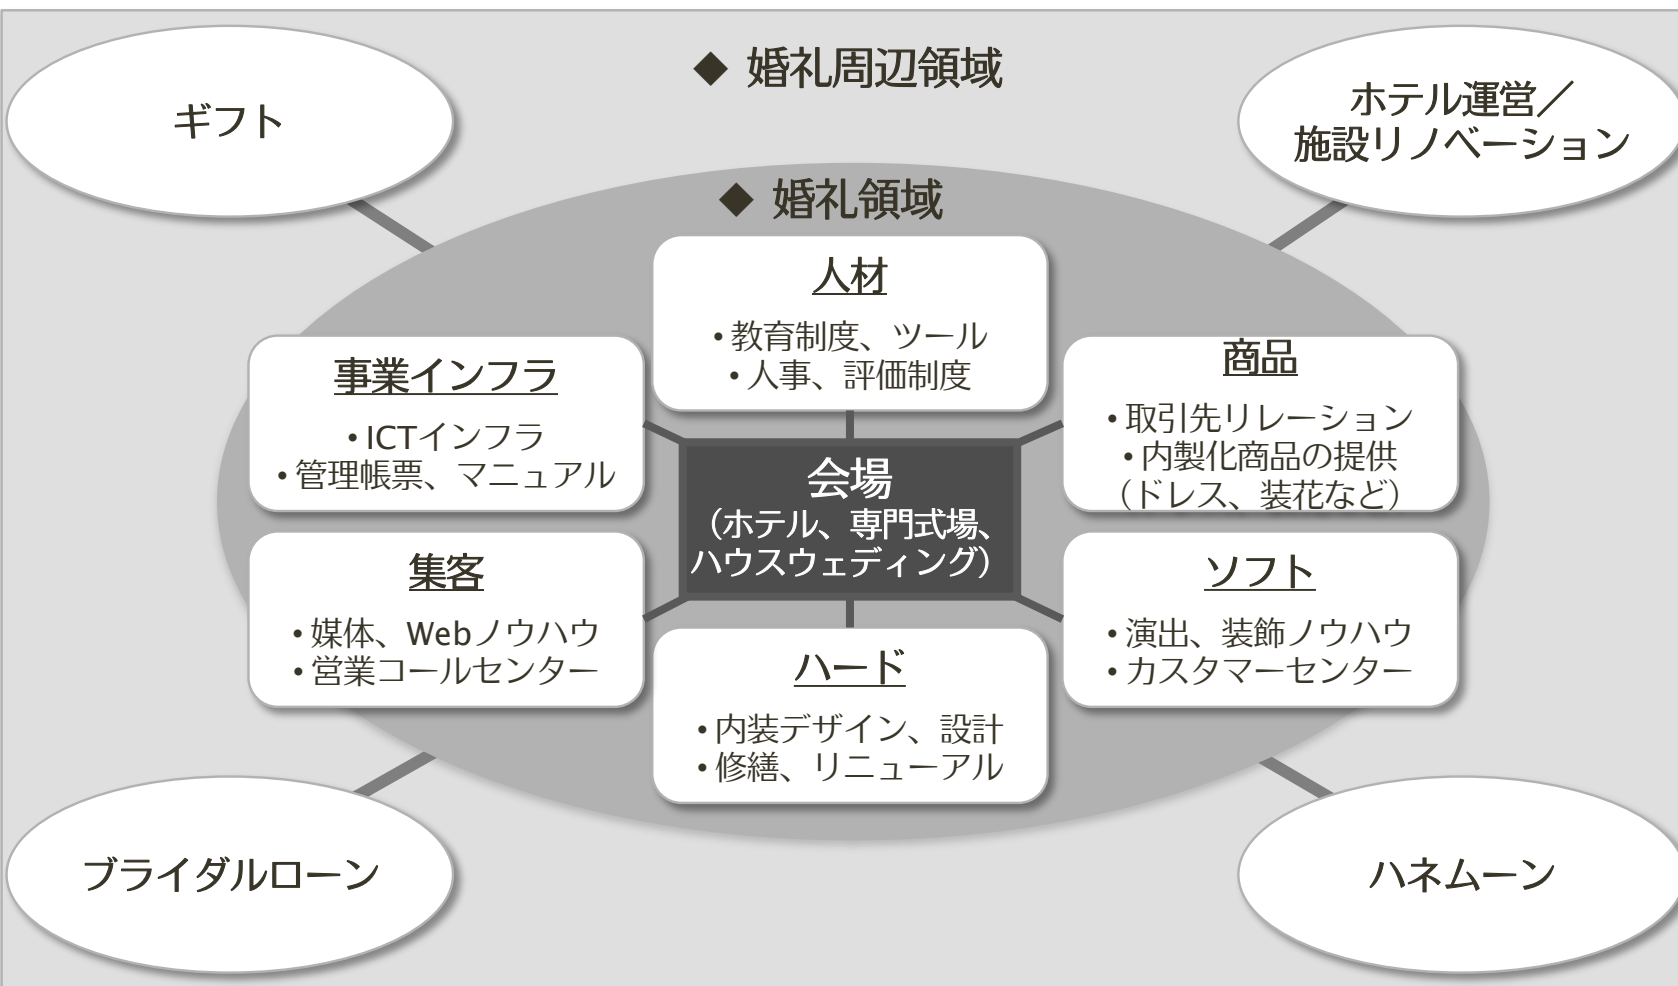 ◆ 婚礼周辺領域
ギフト
ホテル運営／
施設リノベーション
◆ 婚礼領域
人材
•教育制度、ツール
•人事、評価制度
事業インフラ
•ICTインフラ
•管理帳票、マニュアル
商品
•取引先リレーション
•内製化商品の提供
（ドレス、装花など）
会場
（ホテル、専門式場、
ハウスウェディング）
集客
•媒体、Webノウハウ
•営業コールセンター
ソフト
•演出、装飾ノウハウ
•カスタマーセンター
ハード
•内装デザイン、設計
•修繕、リニューアル
ブライダルローン
ハネムーン